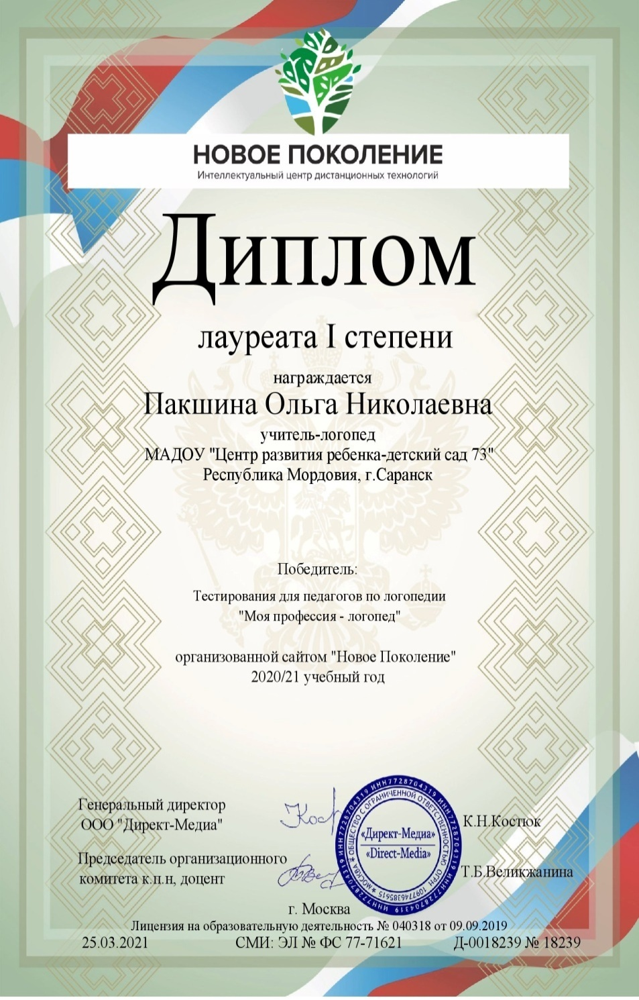 НОВОЕ ПОКОЛЕНИЕ
Интеллектуальный центр дистанционных технологий
Диплом
лауреата I степени
награждается
Пакшина Ольга Николаевна
учитель-логопед
МАДОУ "Центр развития ребенка-детский сад 73"
Республика Мордовия, г.Саранск
Победитель:
Тестирования для педагогов по логопедии
"Моя профессия - логопед"
организованной сайтом "Новое Поколение"
2020/21 учебный год
Генеральный директор
ООО "Директ-Медиа"
К.Н.Костюк
Председатель организационного
комитета к.п.н, доцент
Т.Б.Великжанина
ИНН7728704319 ИНН7728704319 ИНН7728704319 ИНН7728704319
ОБЩЕСТВО С ОГРАНИЧЕННОЙ ОТВЕТСТВЕННОСТЬЮ ОГРН 1097746385615 * МОСКВА *
«Директ-Медиа»
«Direct-Media»
г. Москва
Лицензия на образовательную деятельность № 040318 от 09.09.2019
25.03.2021 СМИ: ЭЛ № ФС 77-71621 Д-0018239 № 18239